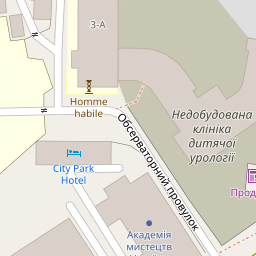 3-А
Homme
habile
Недобудована
клініка
дитячої
урології
Обсерваторний провулок
City Park
Hotel
Прод
Академія
мистецтв